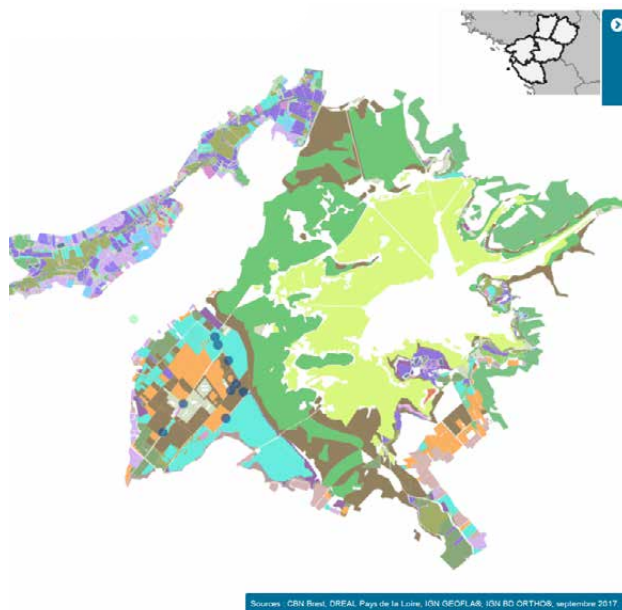 Sources : CBN Brest, DREAL Pays de la Loire, IGN GEOFLA®, IGN BD ORTHO®, septembre 2017